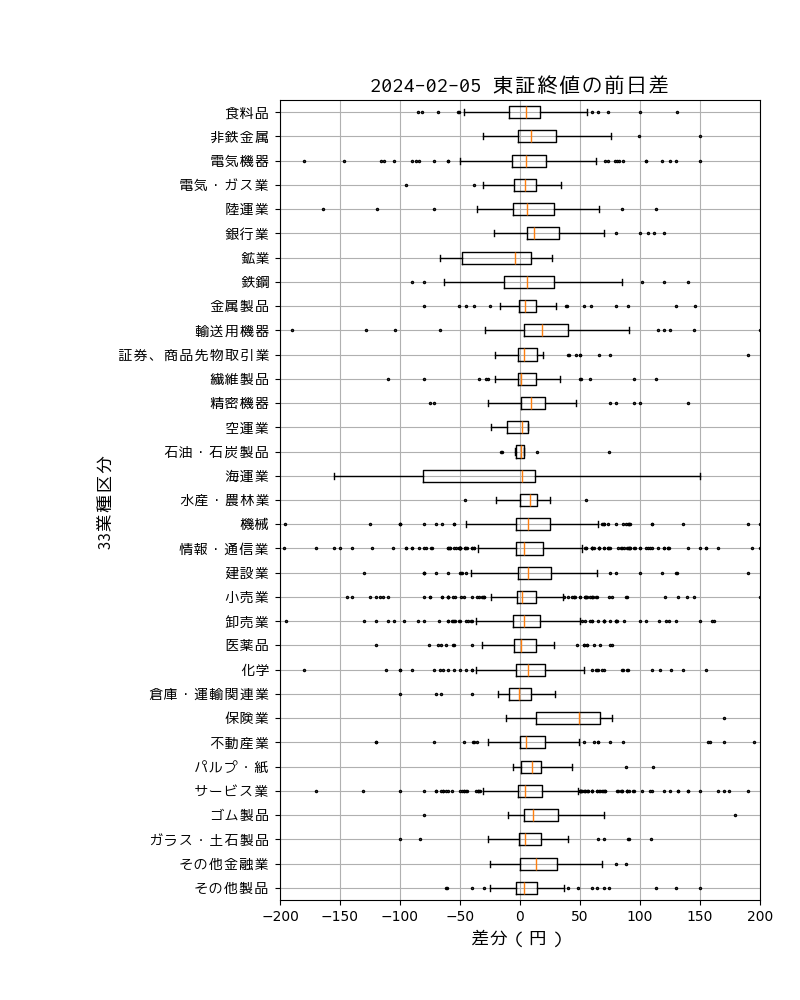 2024-02-05 東証終値の前日差
食料品
非鉄金属
電気機器
電気・ガス業
陸運業
銀行業
鉱業
鉄鋼
金属製品
輸送用機器
証券、商品先物取引業
繊維製品
精密機器
空運業
石油・石炭製品
海運業
水産・農林業
機械
情報・通信業
建設業
小売業
卸売業
医薬品
化学
倉庫・運輸関連業
保険業
不動産業
パルプ・紙
サービス業
ゴム製品
ガラス・土石製品
その他金融業
その他製品
33業種区分
−200 −150 −100 −50 0 50 100 150 200
差分（円）